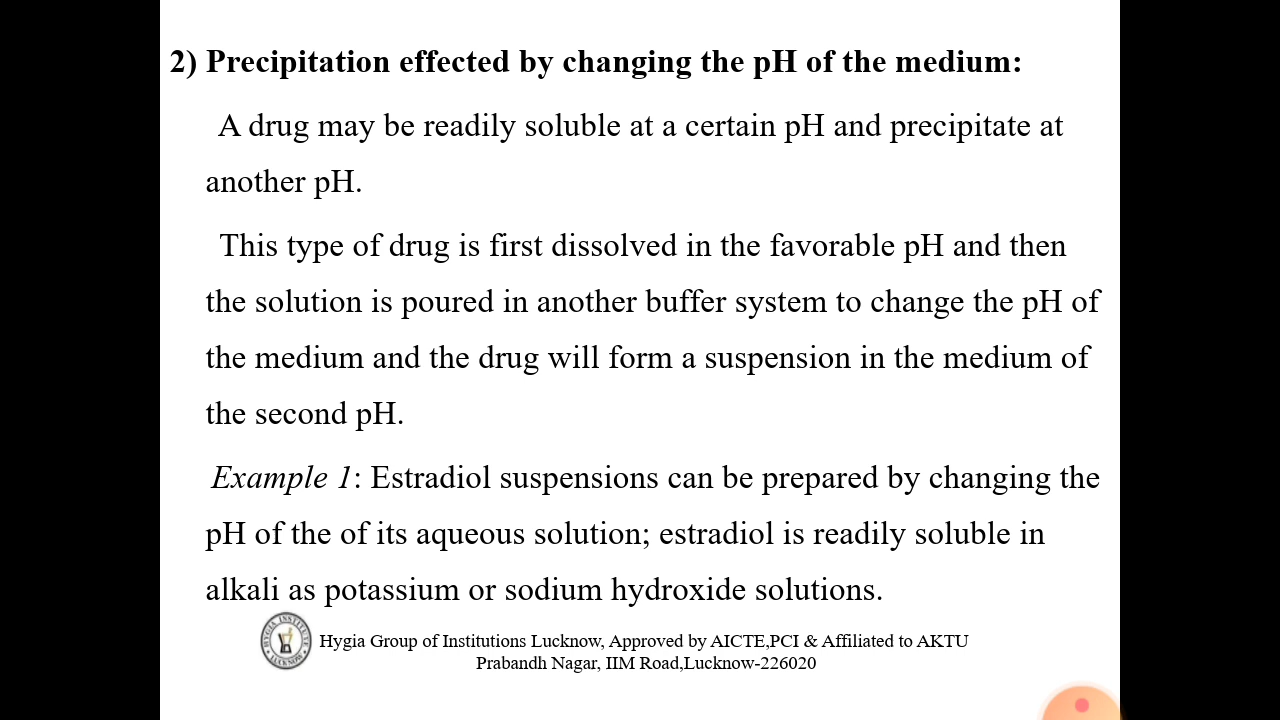 2) Precipitation effected by changing the pH of the medium:
A drug may be readily soluble at a certain pH and precipitate at
another pH.
This type of drug is first dissolved in the favorable pH and then
the solution is poured in another buffer system to change the pH of
the medium and the drug will form a suspension in the medium of
the second pH.
Example 1: Estradiol suspensions can be prepared by changing the
pH of the of its aqueous solution; estradiol is readily soluble in
alkali as potassium or sodium hydroxide solutions.
HYGIA INSTITUTE
LUCKNOW
Hygia Group of Institutions Lucknow, Approved by AICTE,PCI & Affiliated to AKTU
Prabandh Nagar, IIM Road,Lucknow-226020